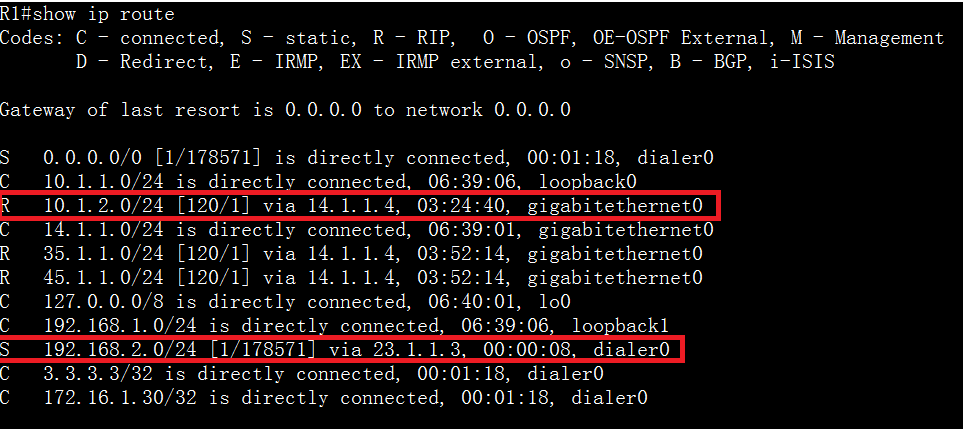 R1#show ip route
Codes: C - connected, S - static, R - RIP,  O - OSPF, OE-OSPF External, M - Management
       D - Redirect, E - IRMP, EX - IRMP external, o - SNSP, B - BGP, i-ISIS
Gateway of last resort is 0.0.0.0 to network 0.0.0.0
S   0.0.0.0/0 [1/178571] is directly connected, 00:01:18, dialer0
C   10.1.1.0/24 is directly connected, 06:39:06, loopback0
R   10.1.2.0/24 [120/1] via 14.1.1.4, 03:24:40, gigabitethernet0
C   14.1.1.0/24 is directly connected, 06:39:01, gigabitethernet0
R   35.1.1.0/24 [120/1] via 14.1.1.4, 03:52:14, gigabitethernet0
R   45.1.1.0/24 [120/1] via 14.1.1.4, 03:52:14, gigabitethernet0
C   127.0.0.0/8 is directly connected, 06:40:01, lo0
C   192.168.1.0/24 is directly connected, 06:39:06, loopback1
S   192.168.2.0/24 [1/178571] via 23.1.1.3, 00:00:08, dialer0
C   3.3.3.3/32 is directly connected, 00:01:18, dialer0
C   172.16.1.30/32 is directly connected, 00:01:18, dialer0